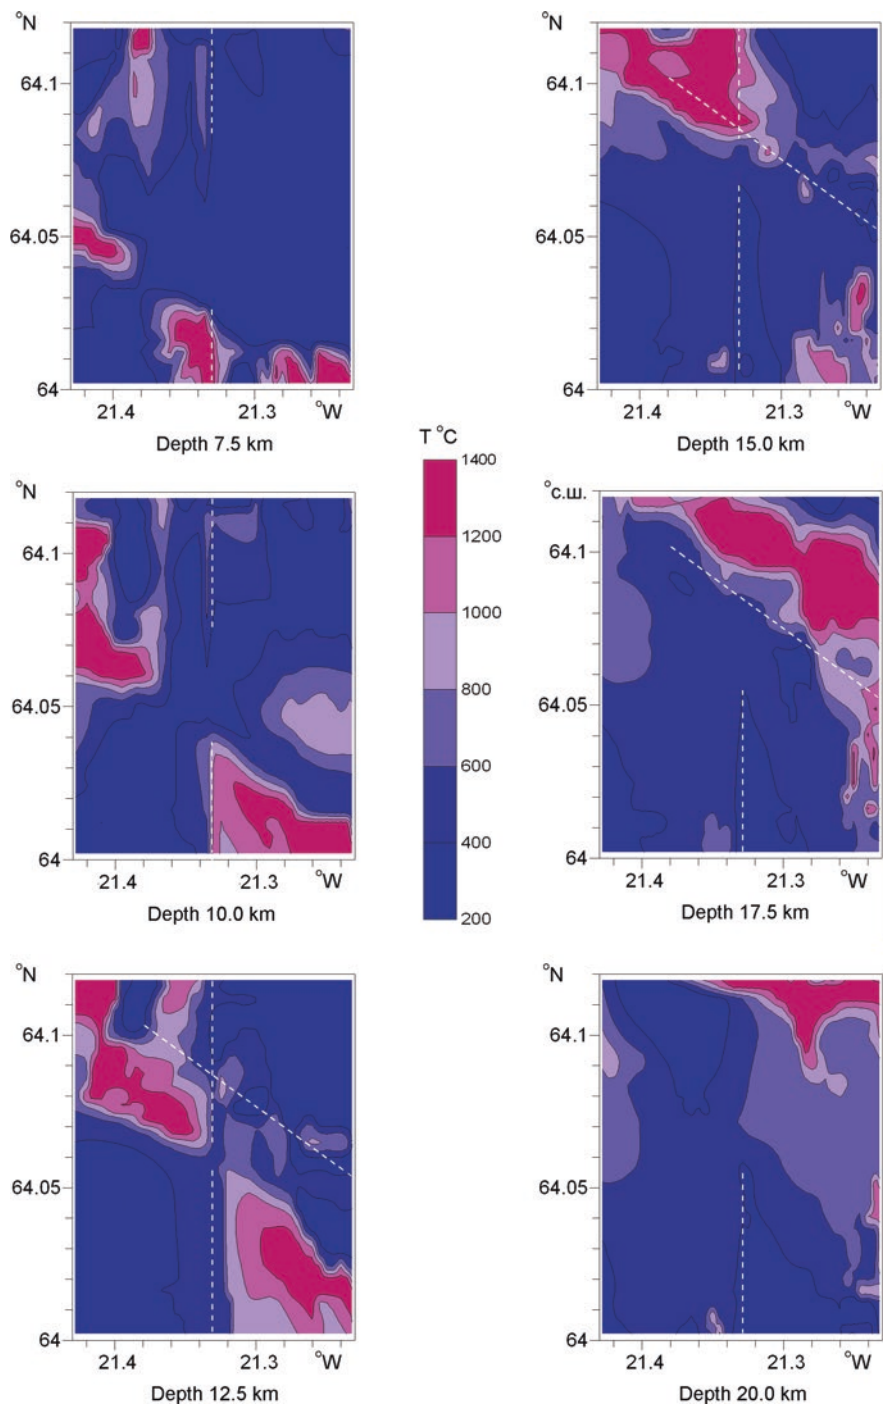 °N
64.1
64.05
64
21.4 21.3 °W
Depth 7.5 km
°N
64.1
64.05
64
21.4 21.3 °W
Depth 15.0 km
T °C
1400
1200
1000
800
600
400
200
°N
64.1
64.05
64
21.4 21.3 °W
Depth 10.0 km
°с.ш.
64.1
64.05
64
21.4 21.3 °W
Depth 17.5 km
°N
64.1
64.05
64
21.4 21.3 °W
Depth 12.5 km
°N
64.1
64.05
64
21.4 21.3 °W
Depth 20.0 km